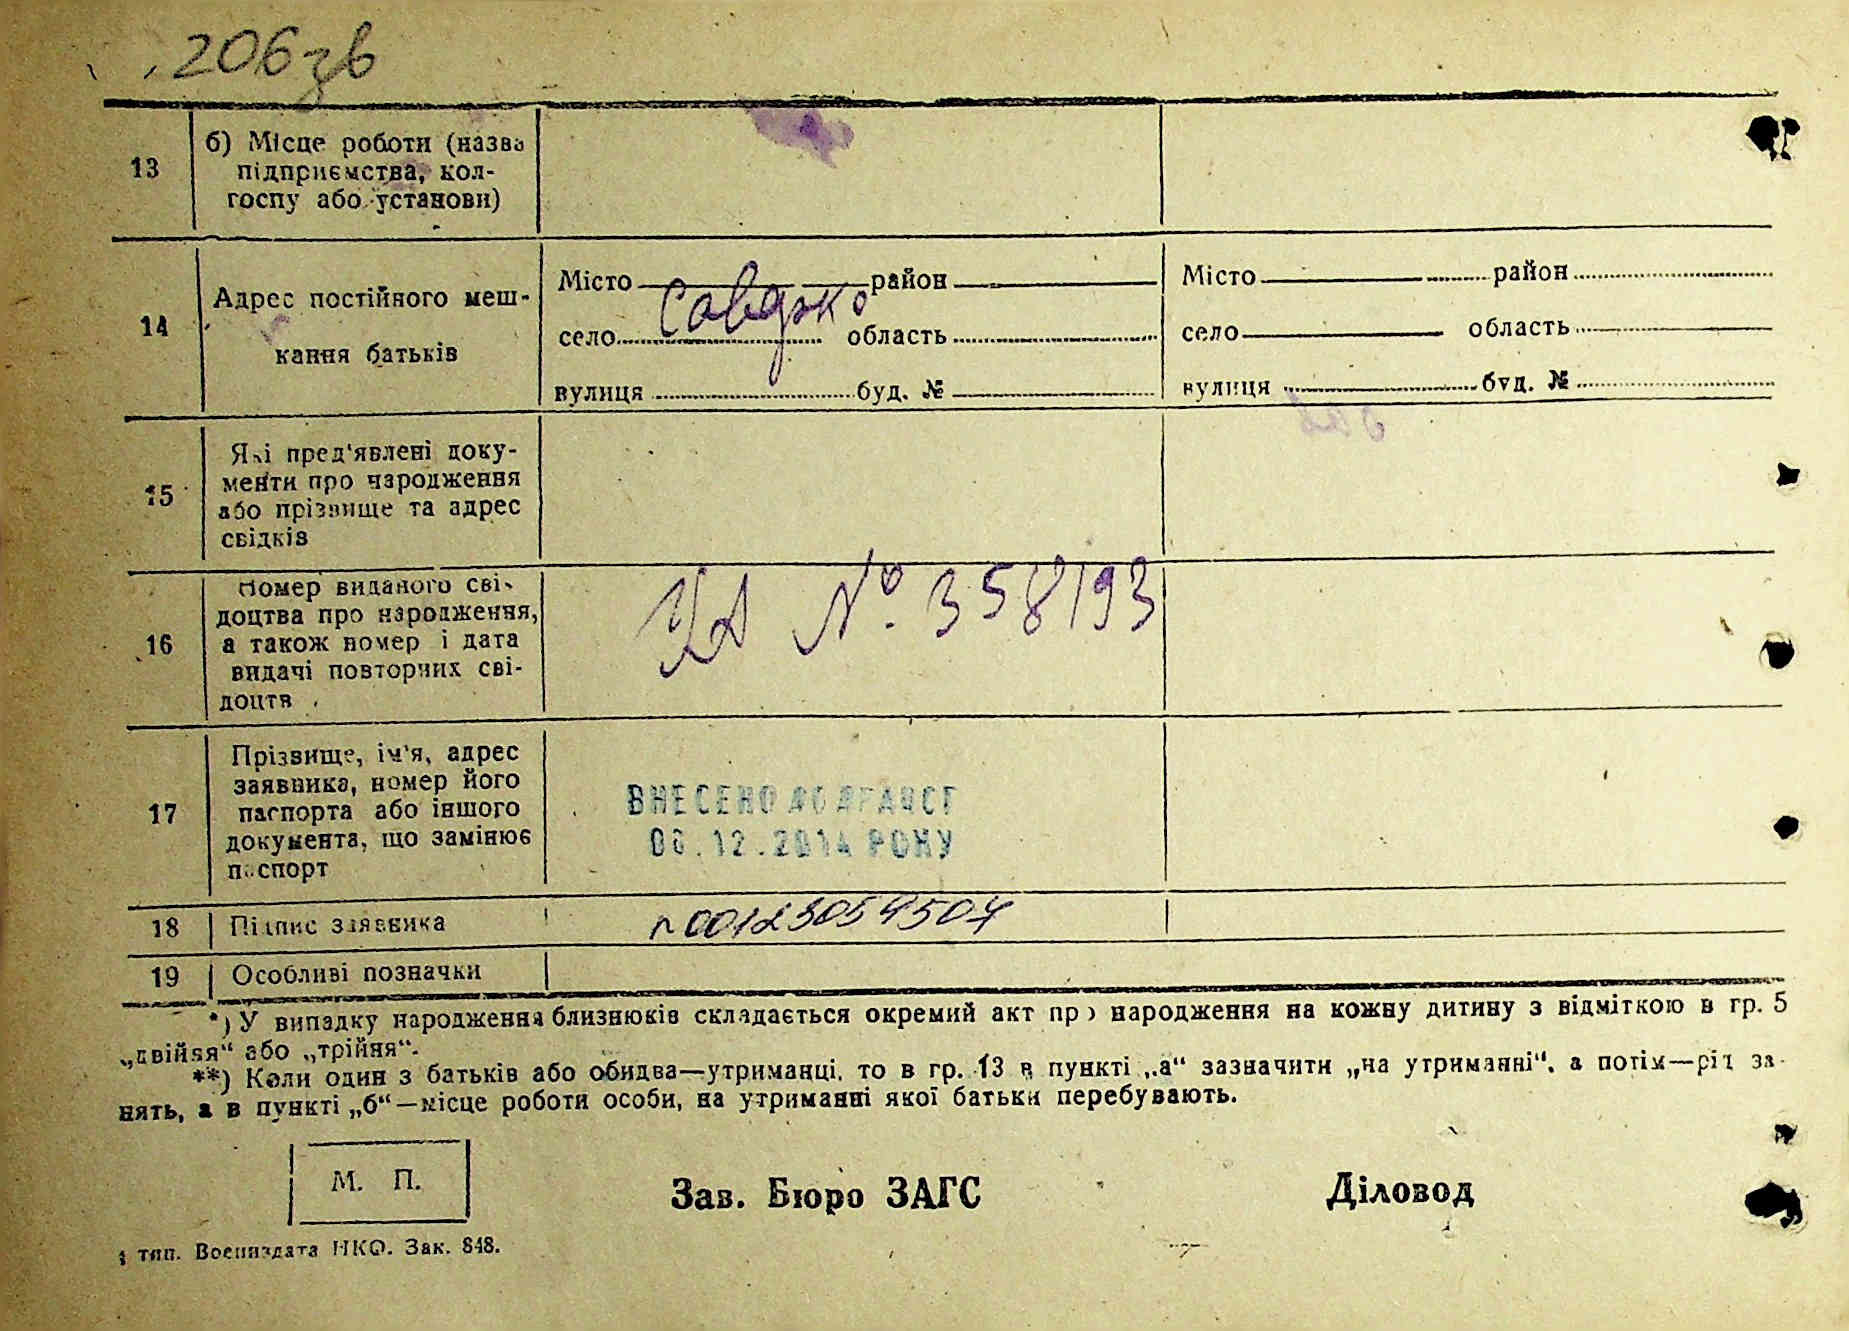 206зв
13
б) Місце роботи (назва
підприємства, кол-
госпу або установи)
14
Адрес постійного меш-
кання батьків
Місто район
село область
вулиця буд. №
Місто район
село область
вулиця буд. №
15
Які пред'явлені доку-
менти про народження
або прізвище та адрес
свідків
16
Номер виданого сві-
доцтва про народження,
а також номер і дата
видачі повторних сві-
доцтв
№ 358193
17
Прізвище, ім'я, адрес
заявника, номер його
паспорта або іншого
документа, що замінює
паспорт
ВНЕСЕНО ДО ДРАЦСГ
06.12.2014 РОКУ
18 Підпис заявника
п00123054507
19 Особливі позначки
*) У випадку народження близнюків складається окремий акт про народження на кожну дитину з відміткою в гр. 5
„двійня“ або „трійня“.
**) Коли один з батьків або обидва—утриманці, то в гр. 13 в пункті „а“ зазначити „на утриманні“, а потім—рід за-
нять, а в пункті „б“—місце роботи особи, на утриманні якої батьки перебувають.
М. П.
Зав. Бюро ЗАГС
Діловод
тип. Воениздата НКО. Зак. 848.